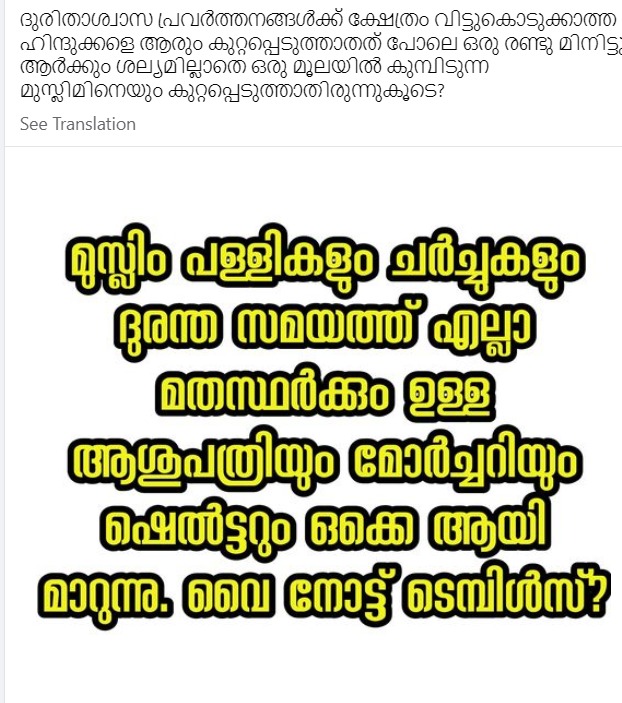 ദുരിതാശ്വാസ പ്രവർത്തനങ്ങൾക്ക് ക്ഷേത്രം വിട്ടുകൊടുക്കാത്ത
ഹിന്ദുക്കളെ ആരും കുറ്റപ്പെടുത്താതത് പോലെ ഒരു രണ്ടു
ആർക്കും ശല്യമില്ലാതെ ഒരു മൂലയിൽ കുമ്പിടുന്ന
മുസ്ലിമിനെയും കുറ്റപ്പെടുത്താതിരുന്നുകൂടെ?
See Translation
മുസ്ലിം പള്ളികളും ചർച്ചുകളും
ദുരന്ത സമയത്ത് എല്ലാ
മതസ്ഥർക്കും ഉള്ള
ആശുപത്രിയും മോർച്ചറിയും
ഷെൽട്ടറും ഒക്കെ ആയി
മാറുന്നു. വൈ നോട്ട് ടെമ്പിൾസ്?